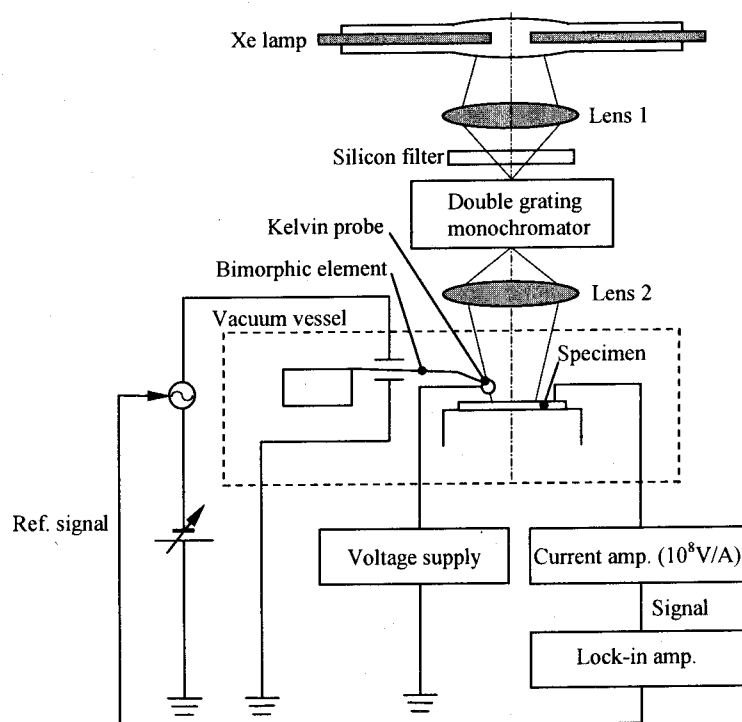 Xe lamp
Lens 1
Silicon filter
Double grating
monochromator
Kelvin probe
Bimorphic element
Lens 2
Vacuum vessel
Specimen
Ref. signal
Voltage supply
Current amp. (10⁸V/A)
Signal
Lock-in amp.